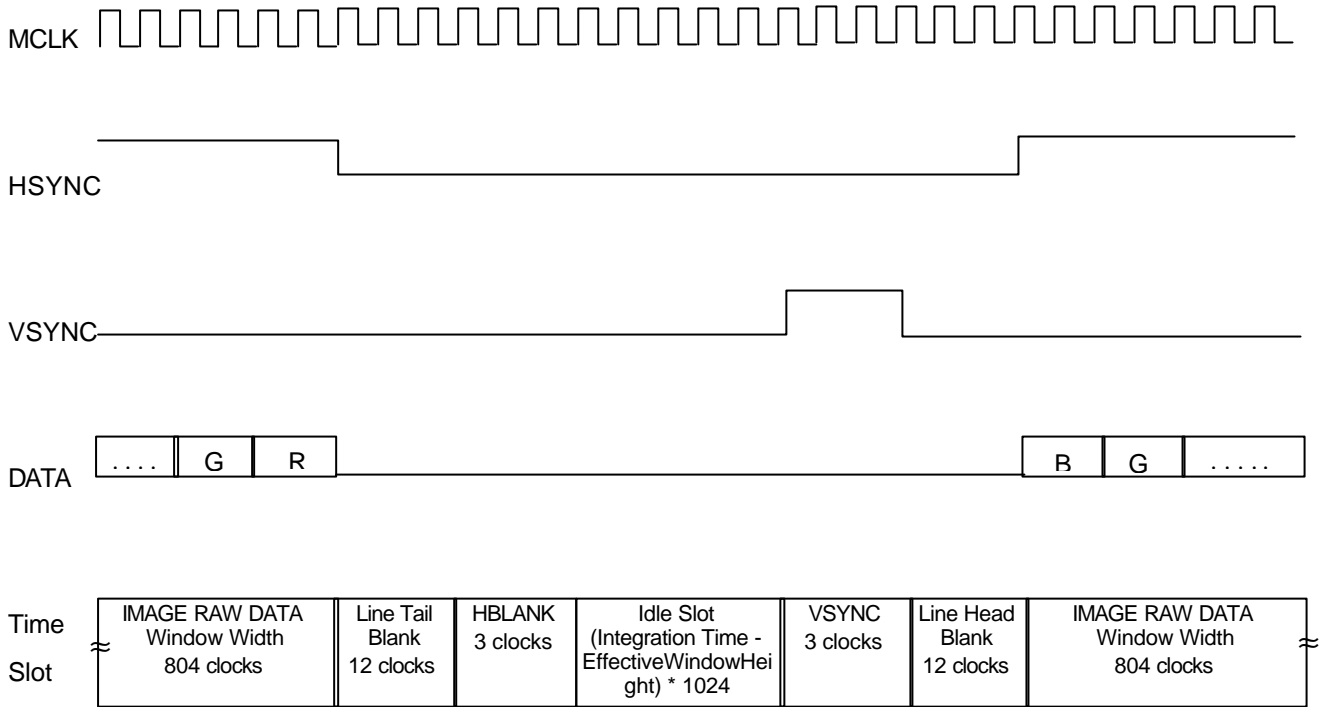 MCLK
HSYNC
VSYNC
DATA
. . . .
G
R
B
G
. . . . .
Time
Slot
≈
IMAGE RAW DATA
Window Width
804 clocks
Line Tail
Blank
12 clocks
HBLANK
3 clocks
Idle Slot
(Integration Time -
EffectiveWindowHei
ght) * 1024
VSYNC
3 clocks
Line Head
Blank
12 clocks
IMAGE RAW DATA
Window Width
804 clocks
≈